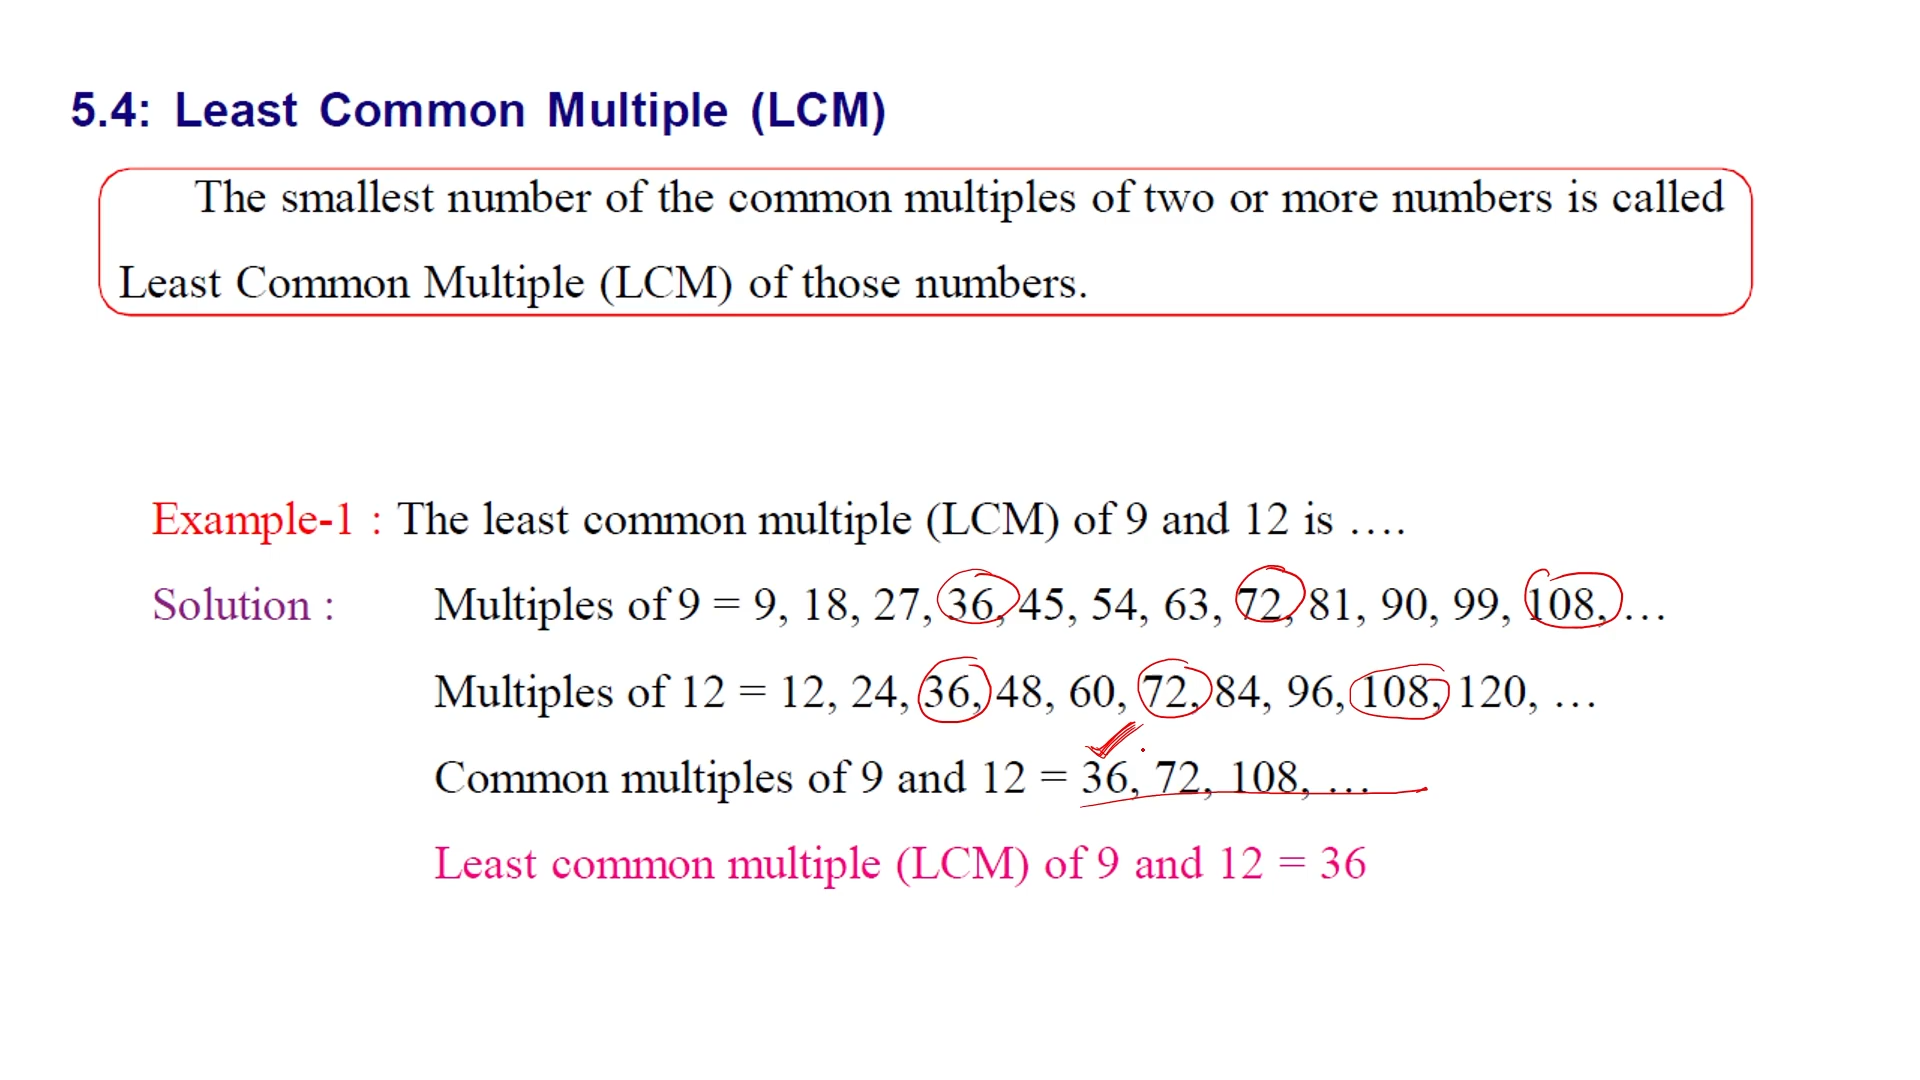 5.4: Least Common Multiple (LCM)
The smallest number of the common multiples of two or more numbers is called
Least Common Multiple (LCM) of those numbers.
Example-1 : The least common multiple (LCM) of 9 and 12 is ….
Solution : Multiples of 9 = 9, 18, 27, 36, 45, 54, 63, 72, 81, 90, 99, 108, …
Multiples of 12 = 12, 24, 36, 48, 60, 72, 84, 96, 108, 120, …
Common multiples of 9 and 12 = 36, 72, 108, …
Least common multiple (LCM) of 9 and 12 = 36